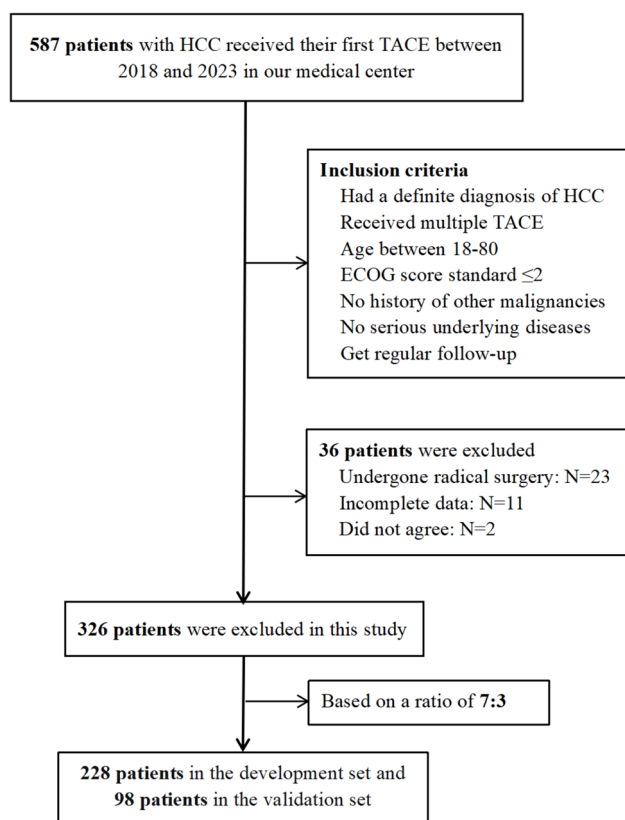 587 patients with HCC received their first TACE between
2018 and 2023 in our medical center
Inclusion criteria
Had a definite diagnosis of HCC
Received multiple TACE
Age between 18-80
ECOG score standard ≤2
No history of other malignancies
No serious underlying diseases
Get regular follow-up
36 patients were excluded
Undergone radical surgery: N=23
Incomplete data: N=11
Did not agree: N=2
326 patients were excluded in this study
Based on a ratio of 7:3
228 patients in the development set and
98 patients in the validation set